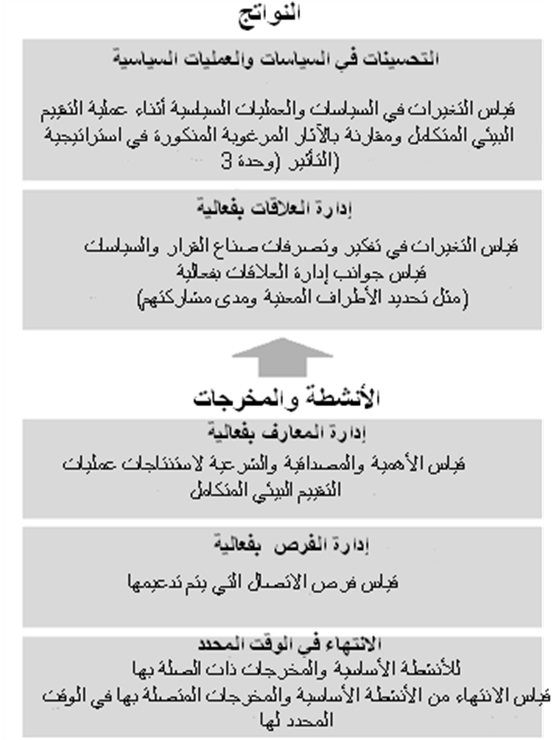 النواتج
التحسينات في السياسات والعمليات السياسية
قياس التغيرات في السياسات والعمليات السياسية أثناء عملية التقييم
البيئي المتكامل ومقارنة بالآثار المرغوبة المذكورة في استراتيجية
(التأثير (وحدة 3
إدارة العلاقات بفعالية
قياس التغيرات في تفكير وتصرفات صناع القرار والسياسات
قياس جوانب إدارة العلاقات بفعالية
(مثل تحديد الأطراف المعنية ومدى مشاركتهم)
الأنشطة والمخرجات
إدارة المعارف بفعالية
قياس الأهمية والمصداقية والشرعية لاستنتاجات عمليات
التقييم البيئي المتكامل
إدارة الفرص بفعالية
قياس فرص الاتصال التي يتم تدعيمها
الانتهاء في الوقت المحدد
للأنشطة الأساسية والمخرجات ذات الصلة بها
قياس الانتهاء من الأنشطة الأساسية والمخرجات المتصلة بها في الوقت
المحدد لها